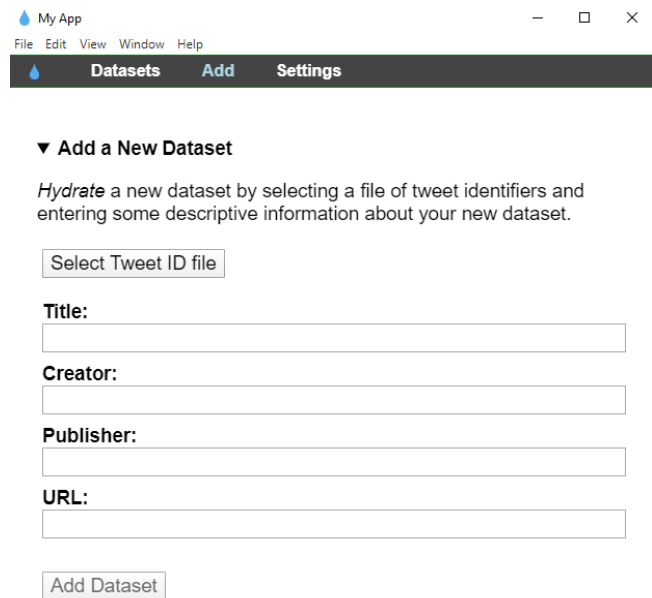 My App
File Edit View Window Help
Datasets Add Settings
▼ Add a New Dataset
Hydrate a new dataset by selecting a file of tweet identifiers and
entering some descriptive information about your new dataset.
Select Tweet ID file
Title:
Creator:
Publisher:
URL:
Add Dataset